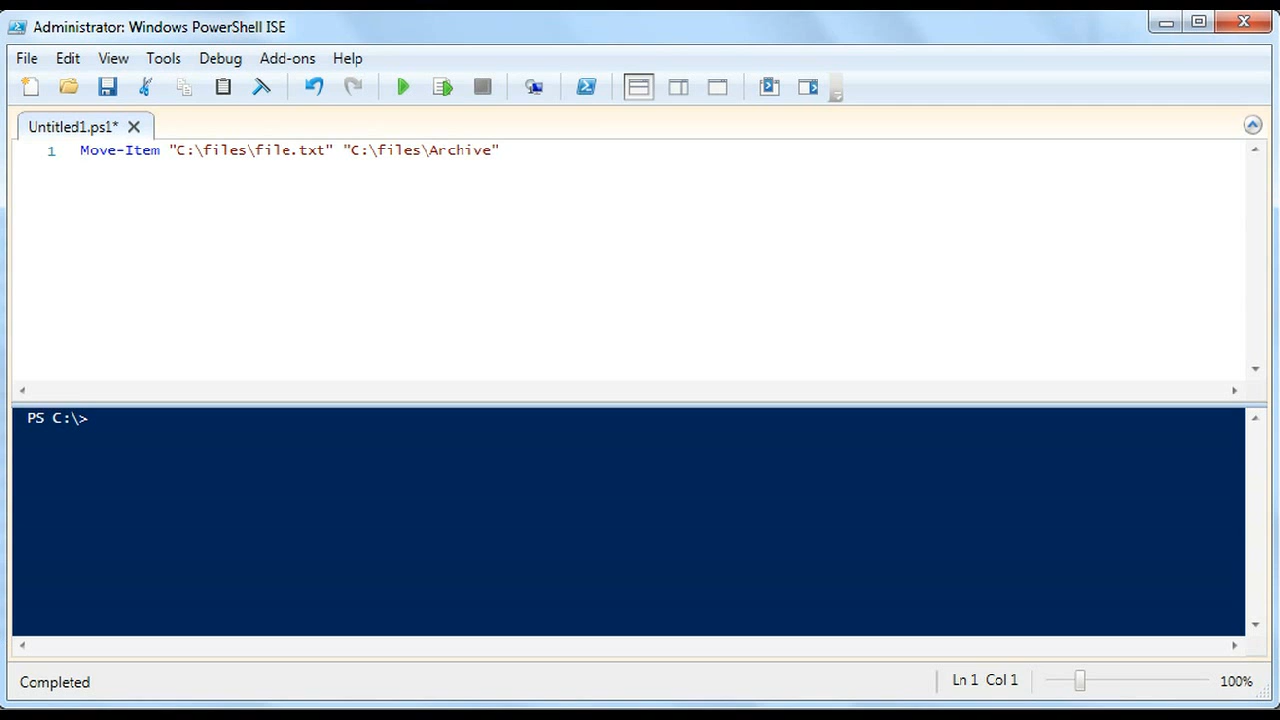 Administrator: Windows PowerShell ISE
File Edit View Tools Debug Add-ons Help
Untitled1.ps1*
1 Move-Item "C:\files\file.txt" "C:\files\Archive"
PS C:\>
Completed Ln 1 Col 1 100%